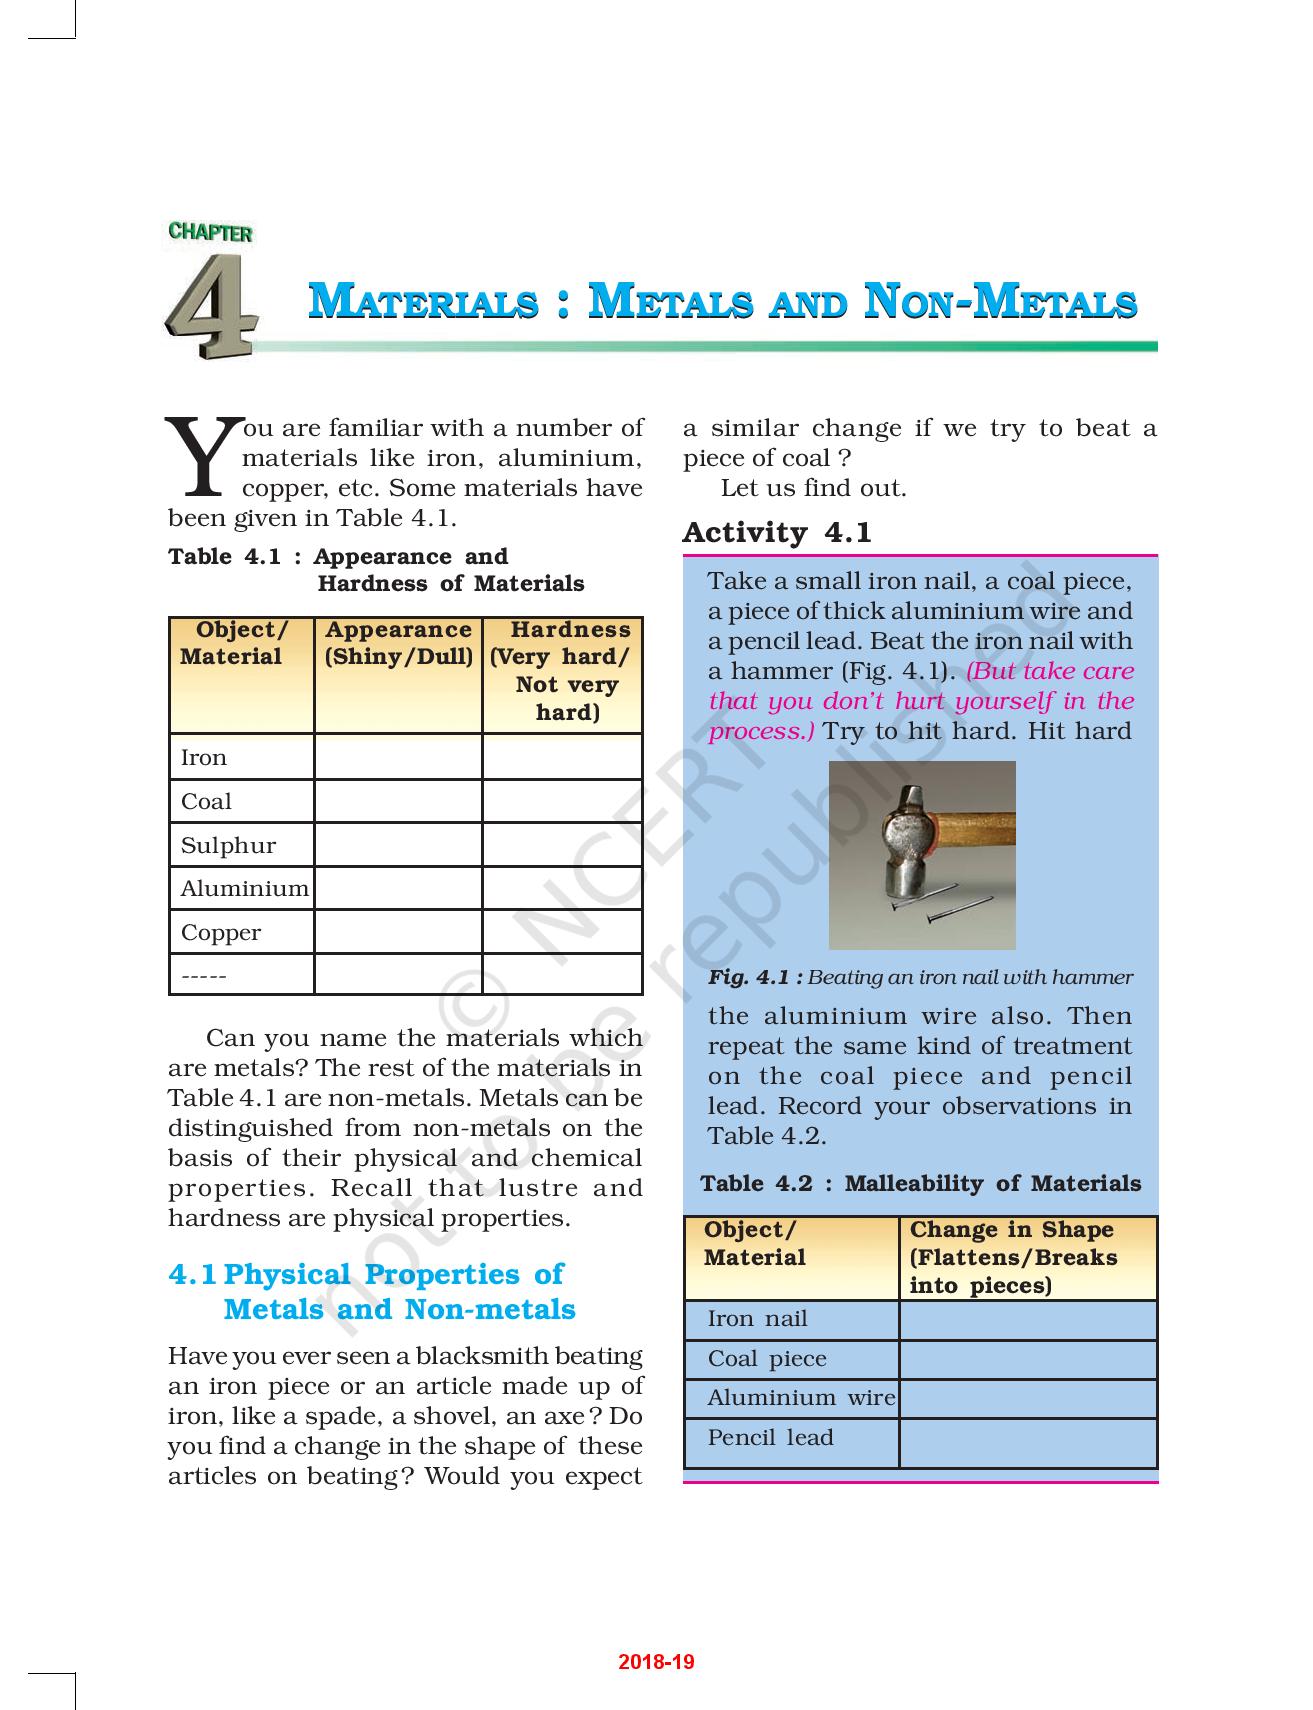 CHAPTER
4
MATERIALS : METALS AND NON-METALS
You are familiar with a number of
materials like iron, aluminium,
copper, etc. Some materials have
been given in Table 4.1.
Table 4.1 : Appearance and
Hardness of Materials
Object/ Material | Appearance (Shiny/Dull) | Hardness (Very hard/ Not very hard)
Iron
Coal
Sulphur
Aluminium
Copper
-----
Can you name the materials which
are metals? The rest of the materials in
Table 4.1 are non-metals. Metals can be
distinguished from non-metals on the
basis of their physical and chemical
properties. Recall that lustre and
hardness are physical properties.
4.1 Physical Properties of
Metals and Non-metals
Have you ever seen a blacksmith beating
an iron piece or an article made up of
iron, like a spade, a shovel, an axe ? Do
you find a change in the shape of these
articles on beating? Would you expect
a similar change if we try to beat a
piece of coal ?
Let us find out.
Activity 4.1
Take a small iron nail, a coal piece,
a piece of thick aluminium wire and
a pencil lead. Beat the iron nail with
a hammer (Fig. 4.1). (But take care
that you don't hurt yourself in the
process.) Try to hit hard. Hit hard
Fig. 4.1 : Beating an iron nail with hammer
the aluminium wire also. Then
repeat the same kind of treatment
on the coal piece and pencil
lead. Record your observations in
Table 4.2.
Table 4.2 : Malleability of Materials
Object/ Material | Change in Shape (Flattens/Breaks into pieces)
Iron nail
Coal piece
Aluminium wire
Pencil lead
© NCERT
not to be republished
2018-19